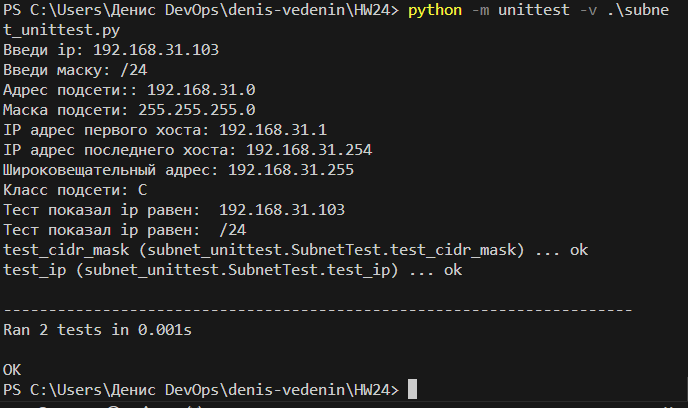 PS C:\Users\Денис DevOps\denis-vedenin\HW24> python -m unittest -v .\subne
t_unittest.py
Введи ip: 192.168.31.103
Введи маску: /24
Адрес подсети:: 192.168.31.0
Маска подсети: 255.255.255.0
IP адрес первого хоста: 192.168.31.1
IP адрес последнего хоста: 192.168.31.254
Широковещательный адрес: 192.168.31.255
Класс подсети: C
Тест показал ip равен:  192.168.31.103
Тест показал ip равен:  /24
test_cidr_mask (subnet_unittest.SubnetTest.test_cidr_mask) ... ok
test_ip (subnet_unittest.SubnetTest.test_ip) ... ok
----------------------------------------------------------------------
Ran 2 tests in 0.001s
OK
PS C:\Users\Денис DevOps\denis-vedenin\HW24>